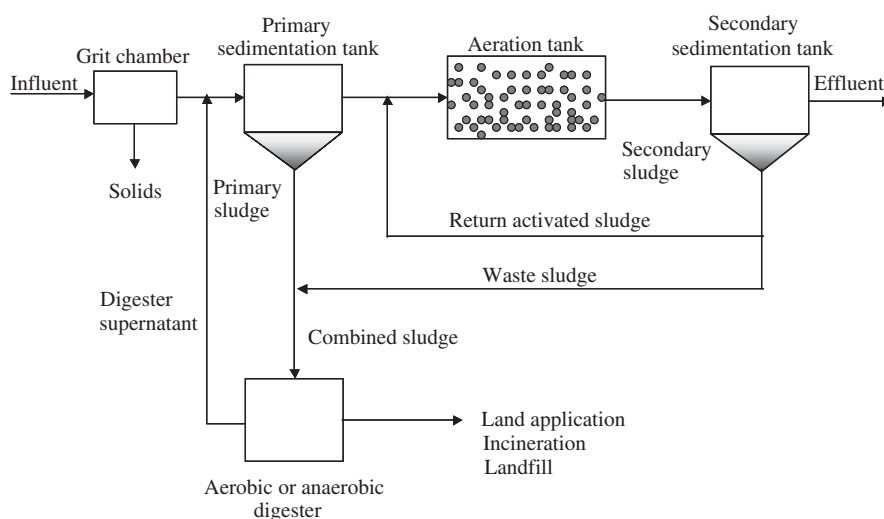 Primary
sedimentation tank
Secondary
sedimentation tank
Grit chamber
Aeration tank
Influent
Effluent
Solids
Primary
sludge
Secondary
sludge
Return activated sludge
Waste sludge
Digester
supernatant
Combined sludge
Land application
Incineration
Landfill
Aerobic or anaerobic
digester